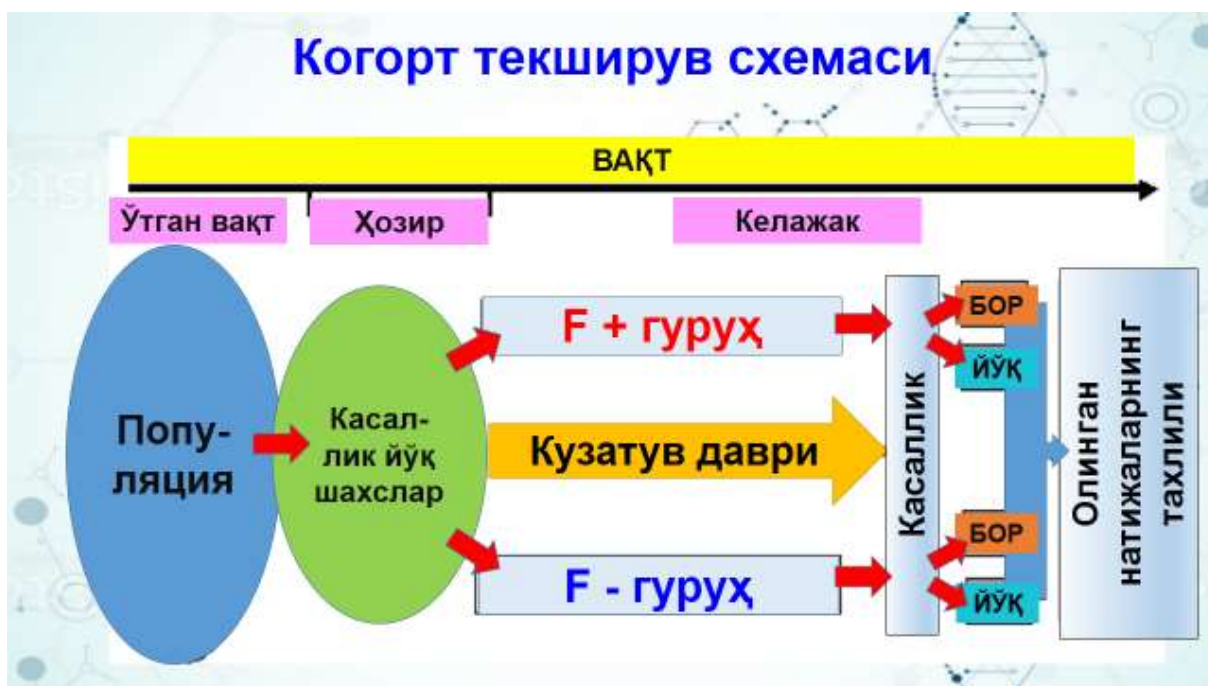 Когорт текширув схемаси
ВАҚТ
Ўтган вақт
Ҳозир
Келажак
Попу-
ляция
Касал-
лик йўқ
шахслар
F + гуруҳ
Кузатув даври
F - гуруҳ
Касаллик
БОР
ЙЎҚ
БОР
ЙЎҚ
Олинган
натижаларнинг
тахлили